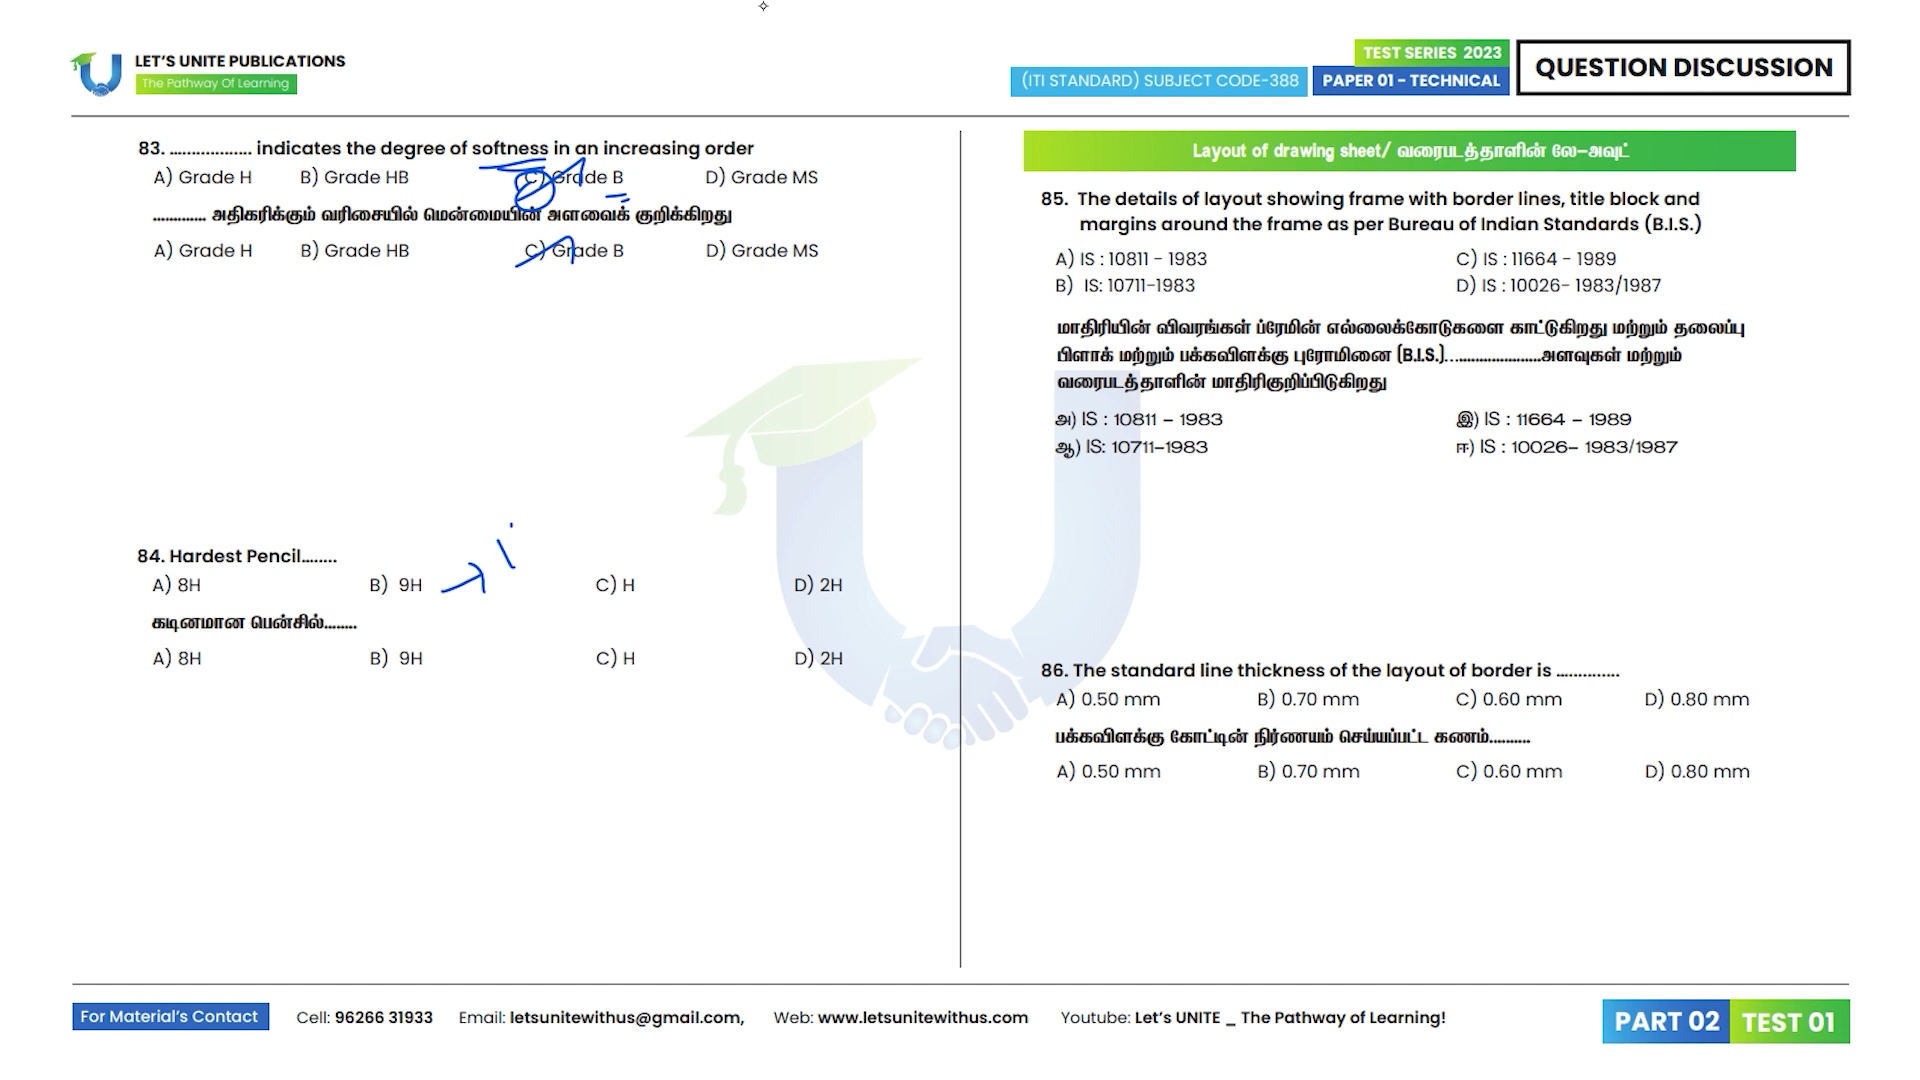 LET'S UNITE PUBLICATIONS
The Pathway Of Learning
TEST SERIES 2023
(ITI STANDARD) SUBJECT CODE-388
PAPER 01 - TECHNICAL
QUESTION DISCUSSION
83. .................. indicates the degree of softness in an increasing order
A) Grade H B) Grade HB C) Grade B D) Grade MS
............. அதிகரிக்கும் வரிசையில் மென்மையின் அளவைக் குறிக்கிறது
A) Grade H B) Grade HB C) Grade B D) Grade MS
84. Hardest Pencil........
A) 8H B) 9H C) H D) 2H
கடினமான பென்சில்........
A) 8H B) 9H C) H D) 2H
Layout of drawing sheet/ வரைபடத்தாளின் லே-அவுட்
85. The details of layout showing frame with border lines, title block and
margins around the frame as per Bureau of Indian Standards (B.I.S.)
A) IS : 10811 - 1983 C) IS : 11664 - 1989
B) IS: 10711-1983 D) IS : 10026- 1983/1987
மாதிரியின் விவரங்கள் ப்ரேமின் எல்லைக்கோடுகளை காட்டுகிறது மற்றும் தலைப்பு
பிளாக் மற்றும் பக்கவிளக்கு புரோமினை (B.I.S.).......................அளவுகள் மற்றும்
வரைபடத்தாளின் மாதிரிகுறிப்பிடுகிறது
அ) IS : 10811 - 1983 இ) IS : 11664 - 1989
ஆ) IS: 10711-1983 ஈ) IS : 10026- 1983/1987
86. The standard line thickness of the layout of border is ..............
A) 0.50 mm B) 0.70 mm C) 0.60 mm D) 0.80 mm
பக்கவிளக்கு கோட்டின் நிர்ணயம் செய்யப்பட்ட கணம்..........
A) 0.50 mm B) 0.70 mm C) 0.60 mm D) 0.80 mm
For Material's Contact Cell: 96266 31933 Email: letsunitewithus@gmail.com, Web: www.letsunitewithus.com Youtube: Let's UNITE _ The Pathway of Learning!
PART 02 TEST 01